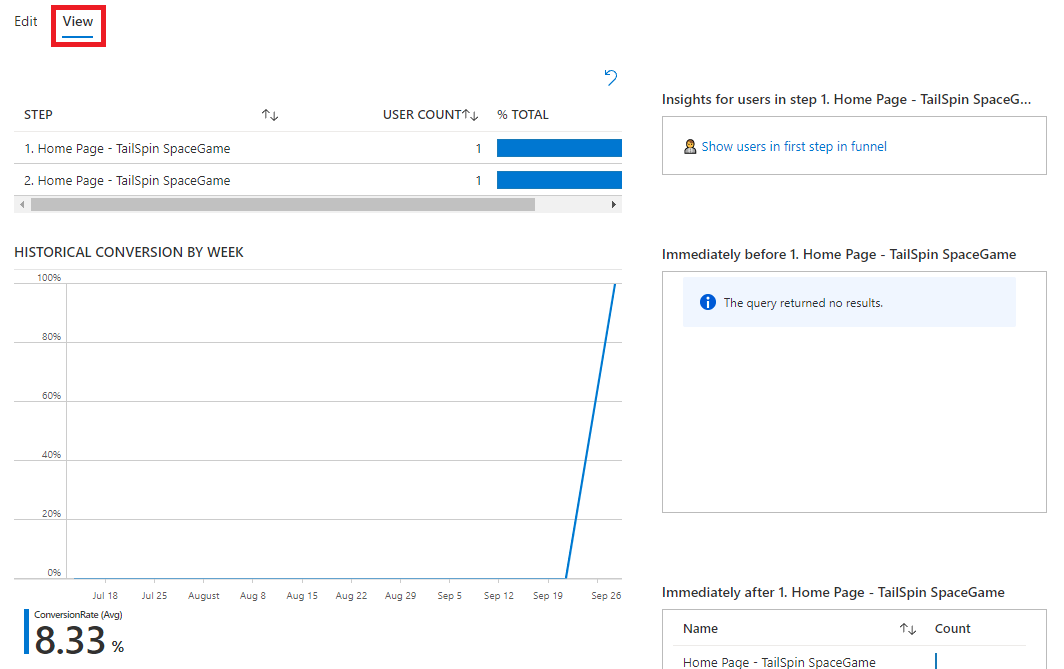 Edit View
STEP USER COUNT % TOTAL
1. Home Page - TailSpin SpaceGame 1
2. Home Page - TailSpin SpaceGame 1
HISTORICAL CONVERSION BY WEEK
100%
80%
60%
40%
20%
0%
Jul 18 Jul 25 August Aug 8 Aug 15 Aug 22 Aug 29 Sep 5 Sep 12 Sep 19 Sep 26
ConversionRate (Avg)
8.33 %
Insights for users in step 1. Home Page - TailSpin SpaceG...
Show users in first step in funnel
Immediately before 1. Home Page - TailSpin SpaceGame
The query returned no results.
Immediately after 1. Home Page - TailSpin SpaceGame
Name Count
Home Page - TailSpin SpaceGame